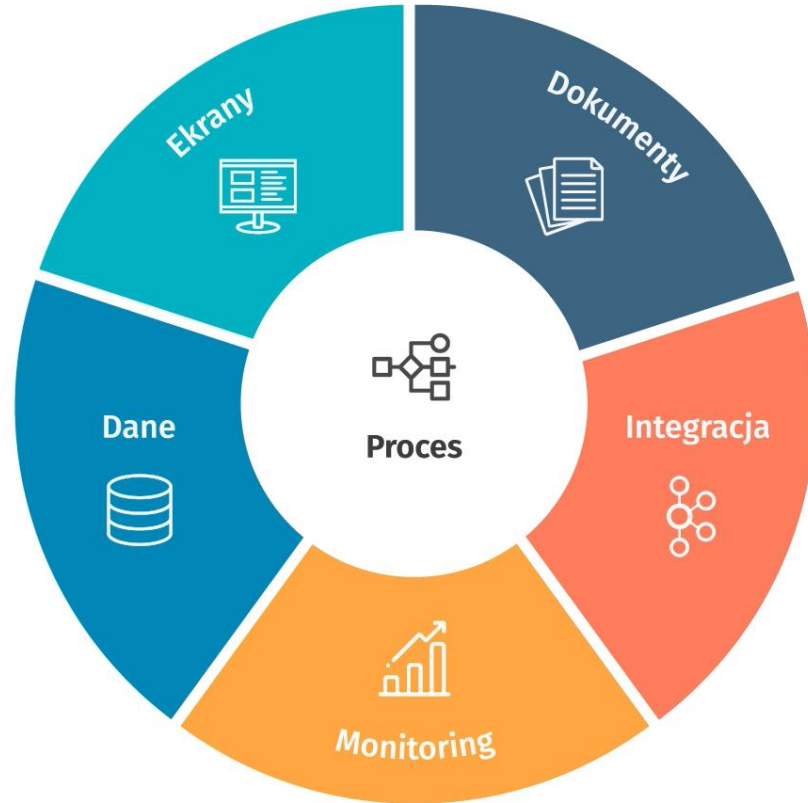 Ekrany
Dokumenty
Dane
Proces
Integracja
Monitoring